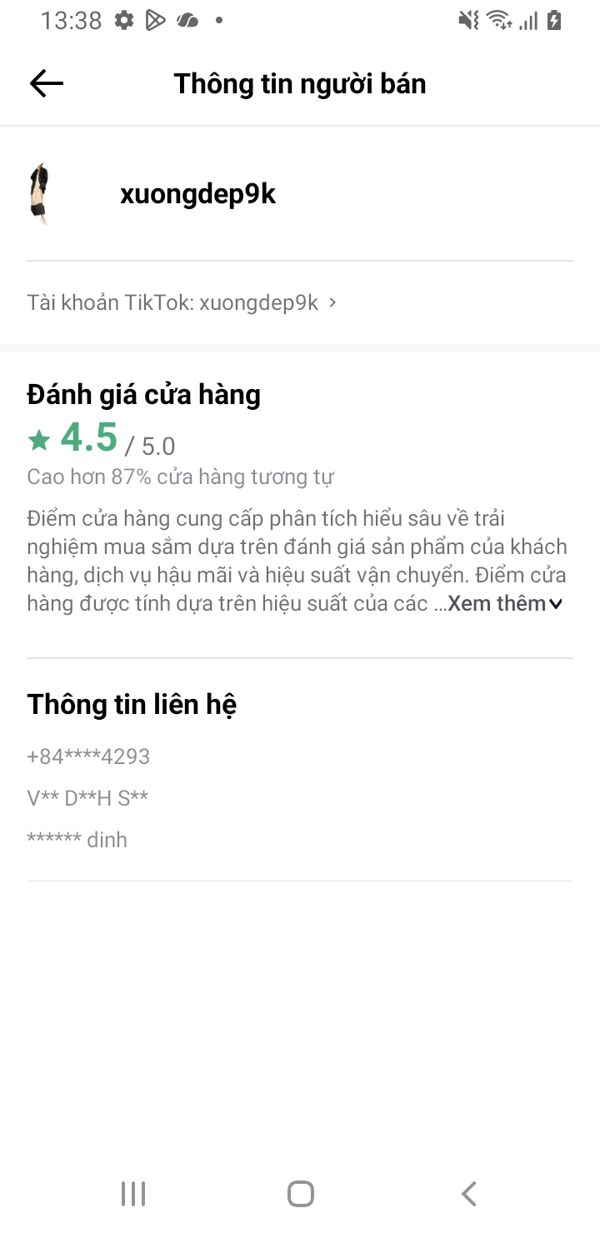 13:38
Thông tin người bán
xuongdep9k
Tài khoản TikTok: xuongdep9k
Đánh giá cửa hàng
4.5 / 5.0
Cao hơn 87% cửa hàng tương tự
Điểm cửa hàng cung cấp phân tích hiểu sâu về trải
nghiệm mua sắm dựa trên đánh giá sản phẩm của khách
hàng, dịch vụ hậu mãi và hiệu suất vận chuyển. Điểm cửa
hàng được tính dựa trên hiệu suất của các ...Xem thêm
Thông tin liên hệ
+84****4293
V** D**H S**
****** dinh